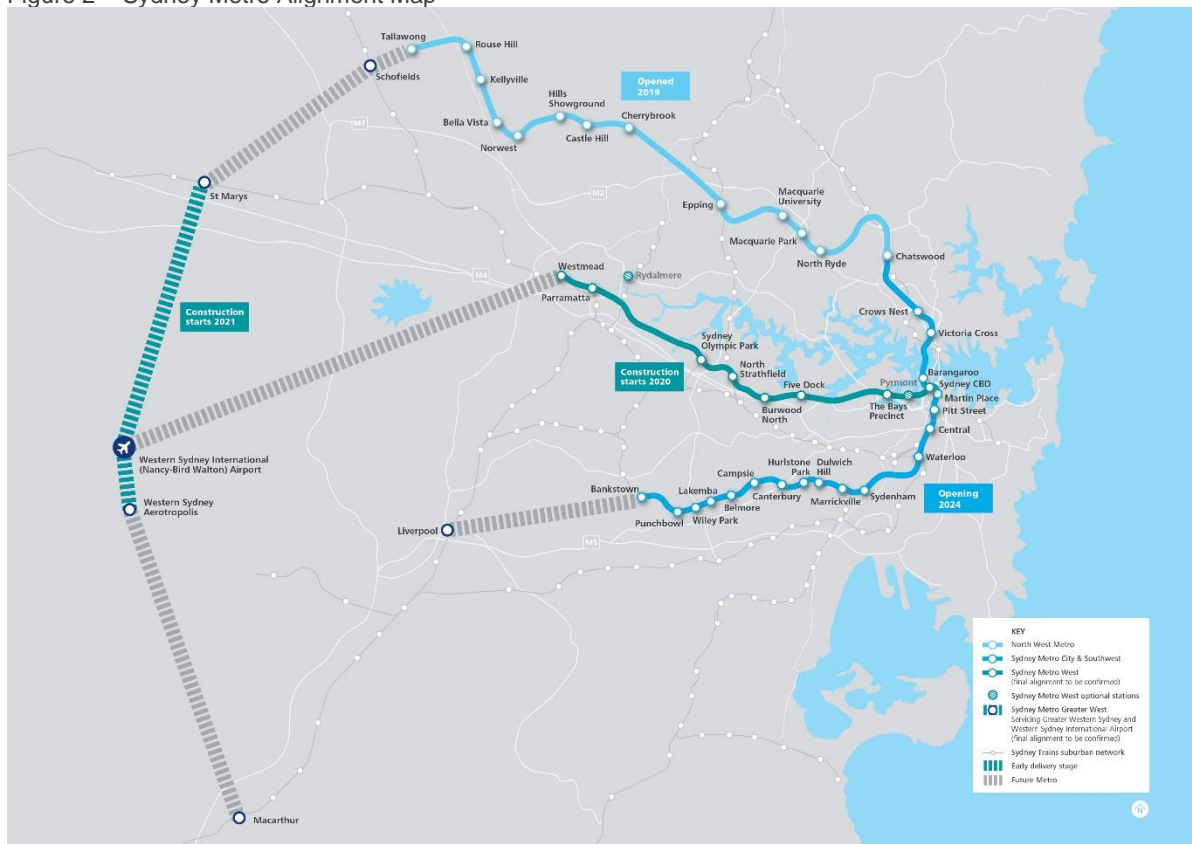 Figure 2 – Sydney Metro Alignment Map
Tallawong
Rouse Hill
Schofields
Kellyville
Opened
2019
Hills
Showground
Cherrybrook
Bella Vista
M7
Norwest
Castle Hill
St Marys
M2
Macquarie
University
Epping
Macquarie Park
North Ryde
Chatswood
M4
Westmead
Rydalmere
Parramatta
Construction
starts 2021
Crows Nest
Victoria Cross
Sydney
Olympic Park
North
Strathfield
Construction
starts 2020
Barangaroo
Pyrmont
Sydney CBD
Five Dock
Martin Place
The Bays
Precinct
Pitt Street
Burwood
North
Central
Western Sydney International
(Nancy-Bird Walton) Airport
Waterloo
Hurlstone
Park
Dulwich
Hill
Campsie
Bankstown
Lakemba
Canterbury
Marrickville
Sydenham
Belmore
Wiley Park
Punchbowl
Opening
2024
Western Sydney
Aerotropolis
Liverpool
M5
KEY
North West Metro
Sydney Metro City & Southwest
Sydney Metro West
(final alignment to be confirmed)
Sydney Metro West optional stations
Sydney Metro Greater West
Servicing Greater Western Sydney and
Western Sydney International Airport
(final alignment to be confirmed)
Sydney Trains suburban network
Early delivery stage
Future Metro
N
Macarthur